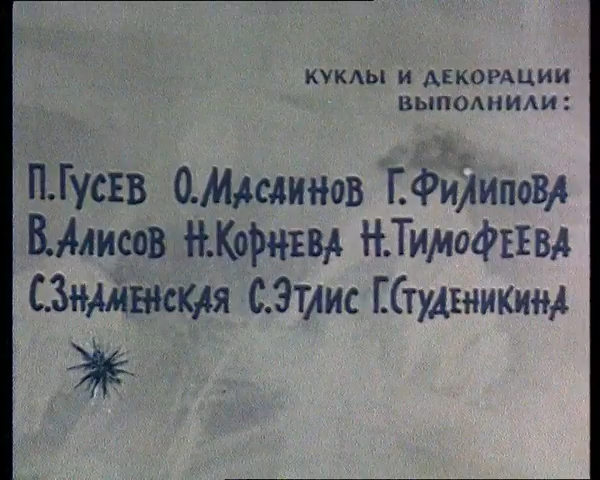 КУКЛЫ И ДЕКОРАЦИИ
ВЫПОЛНИЛИ:
П.ГУСЕВ О.МАСАИНОВ Г.ФИЛИПОВА
В.АЛИСОВ Н.КОРНЕВА Н.ТИМОФЕЕВА
С.ЗНАМЕНСКАЯ С.ЭТЛИС Г.СТУДЕНИКИНА